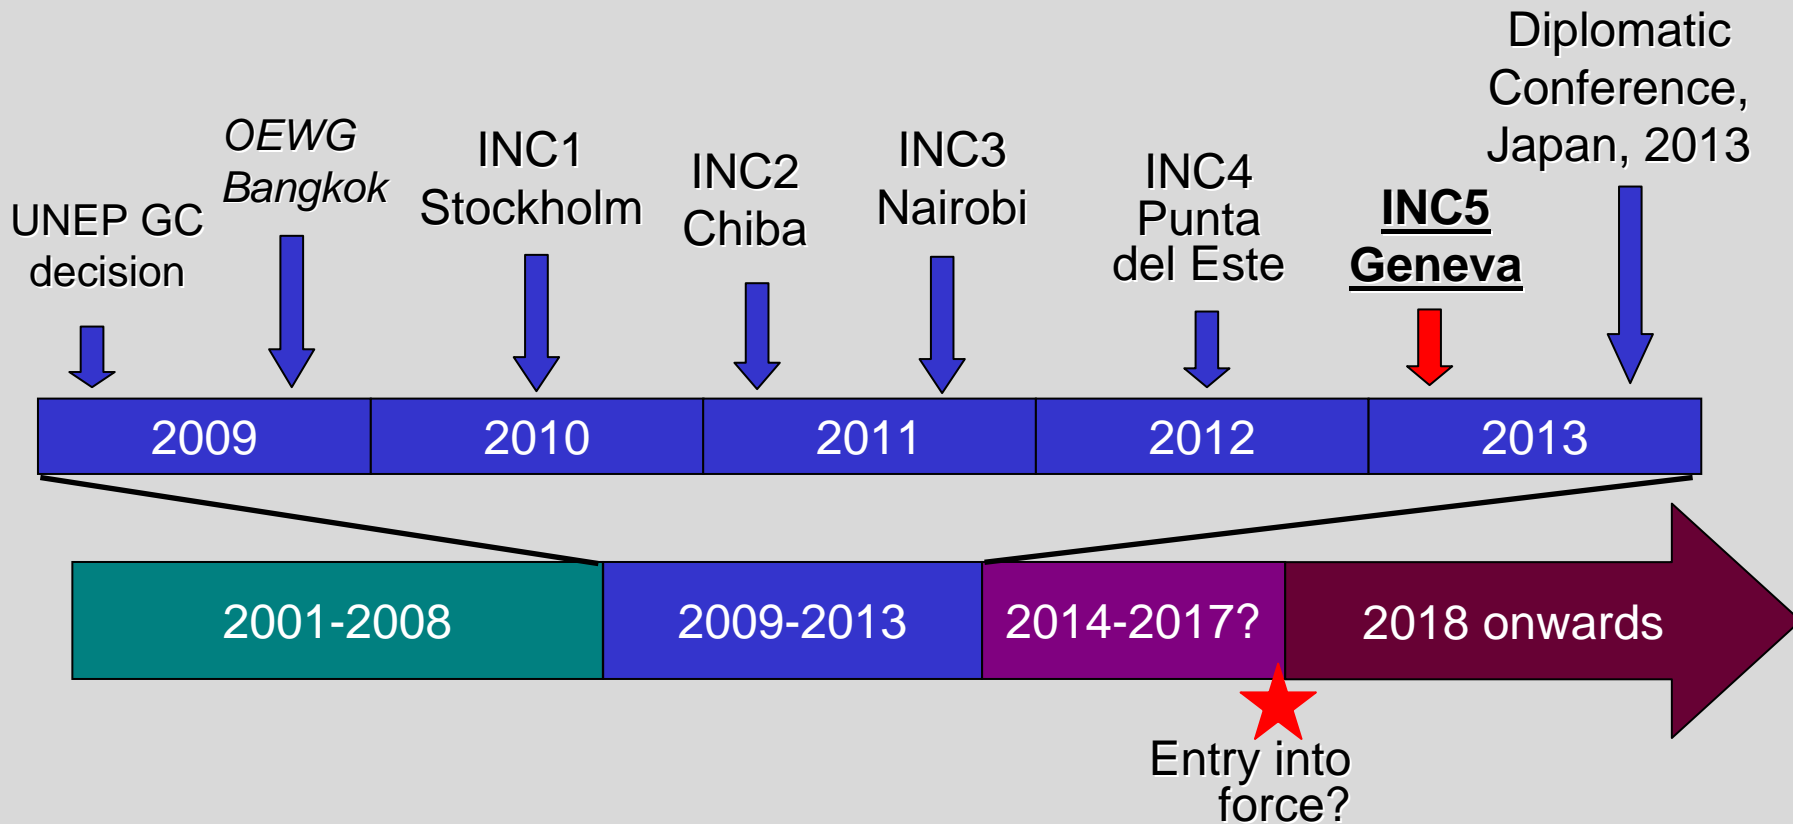 UNEP GC
decision
OEWG
Bangkok
INC1
Stockholm
INC2
Chiba
INC3
Nairobi
INC4
Punta
del Este
INC5
Geneva
Diplomatic
Conference,
Japan, 2013
2009
2010
2011
2012
2013
2001-2008
2009-2013
2014-2017?
2018 onwards
Entry into
force?